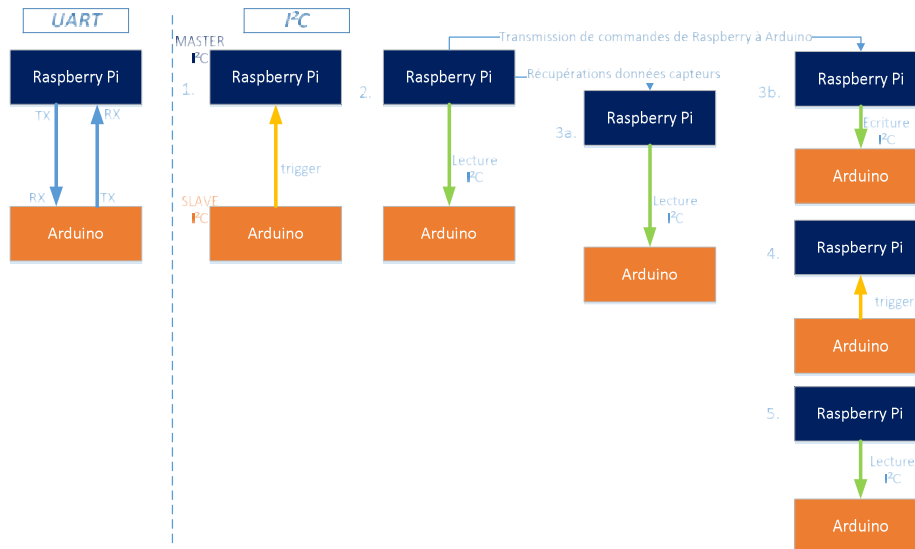 UART
I²C
MASTER
I²C
Raspberry Pi
TX
RX
RX
TX
Arduino
1.
Raspberry Pi
trigger
SLAVE
I²C
Arduino
2.
Raspberry Pi
Lecture
I²C
Arduino
Transmission de commandes de Raspberry à Arduino
Récupérations données capteurs
3a.
Raspberry Pi
Lecture
I²C
Arduino
3b.
Raspberry Pi
Ecriture
I²C
Arduino
4.
Raspberry Pi
trigger
Arduino
5.
Raspberry Pi
Lecture
I²C
Arduino